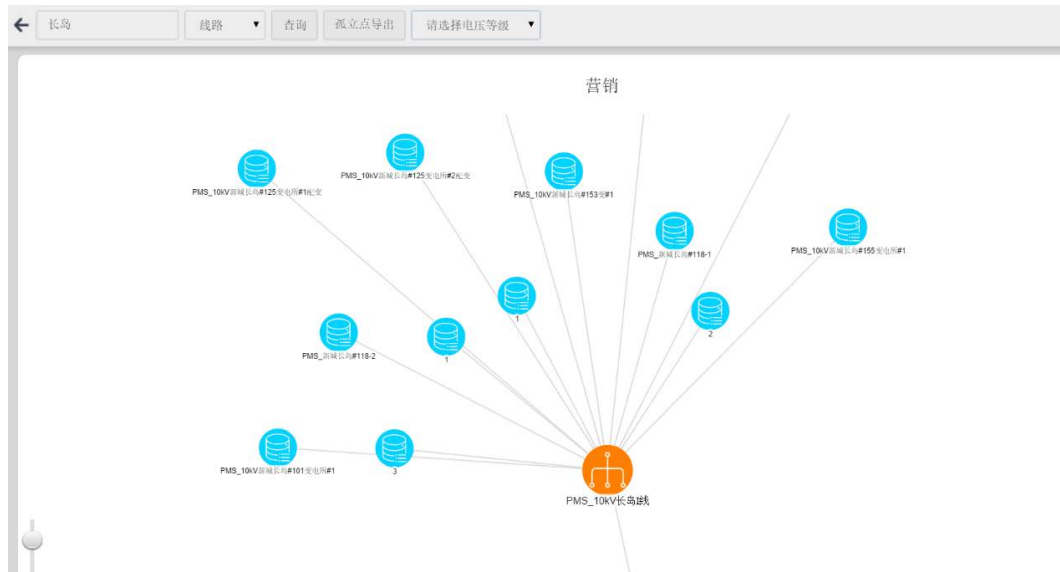 长岛 线路 查询 孤立点导出 请选择电压等级
营销
PMS_10kV新城长岛#125变电所#2配变
PMS_10kV新城长岛#125变电所#1配变
PMS_10kV新城长岛#153变#1
PMS_新城长岛#118-1
PMS_10kV新城长岛#155变电所#1
1
2
PMS_新城长岛#118-2
1
PMS_10kV新城长岛#101变电所#1
3
PMS_10kV长岛线